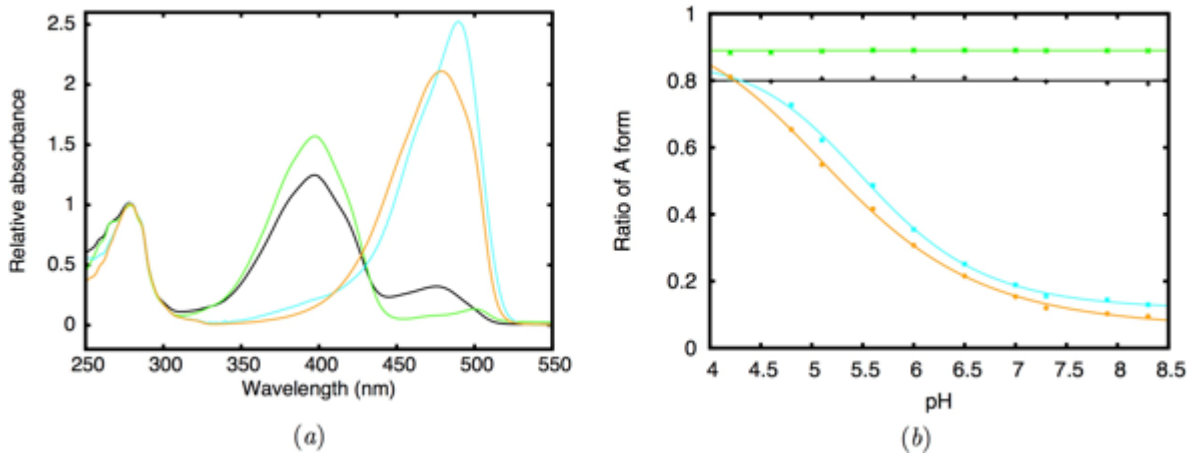 2.5
2
1.5
1
0.5
0
Relative absorbance
250 300 350 400 450 500 550
Wavelength (nm)
(a)
1
0.8
0.6
0.4
0.2
0
Ratio of A form
4 4.5 5 5.5 6 6.5 7 7.5 8 8.5
pH
(b)